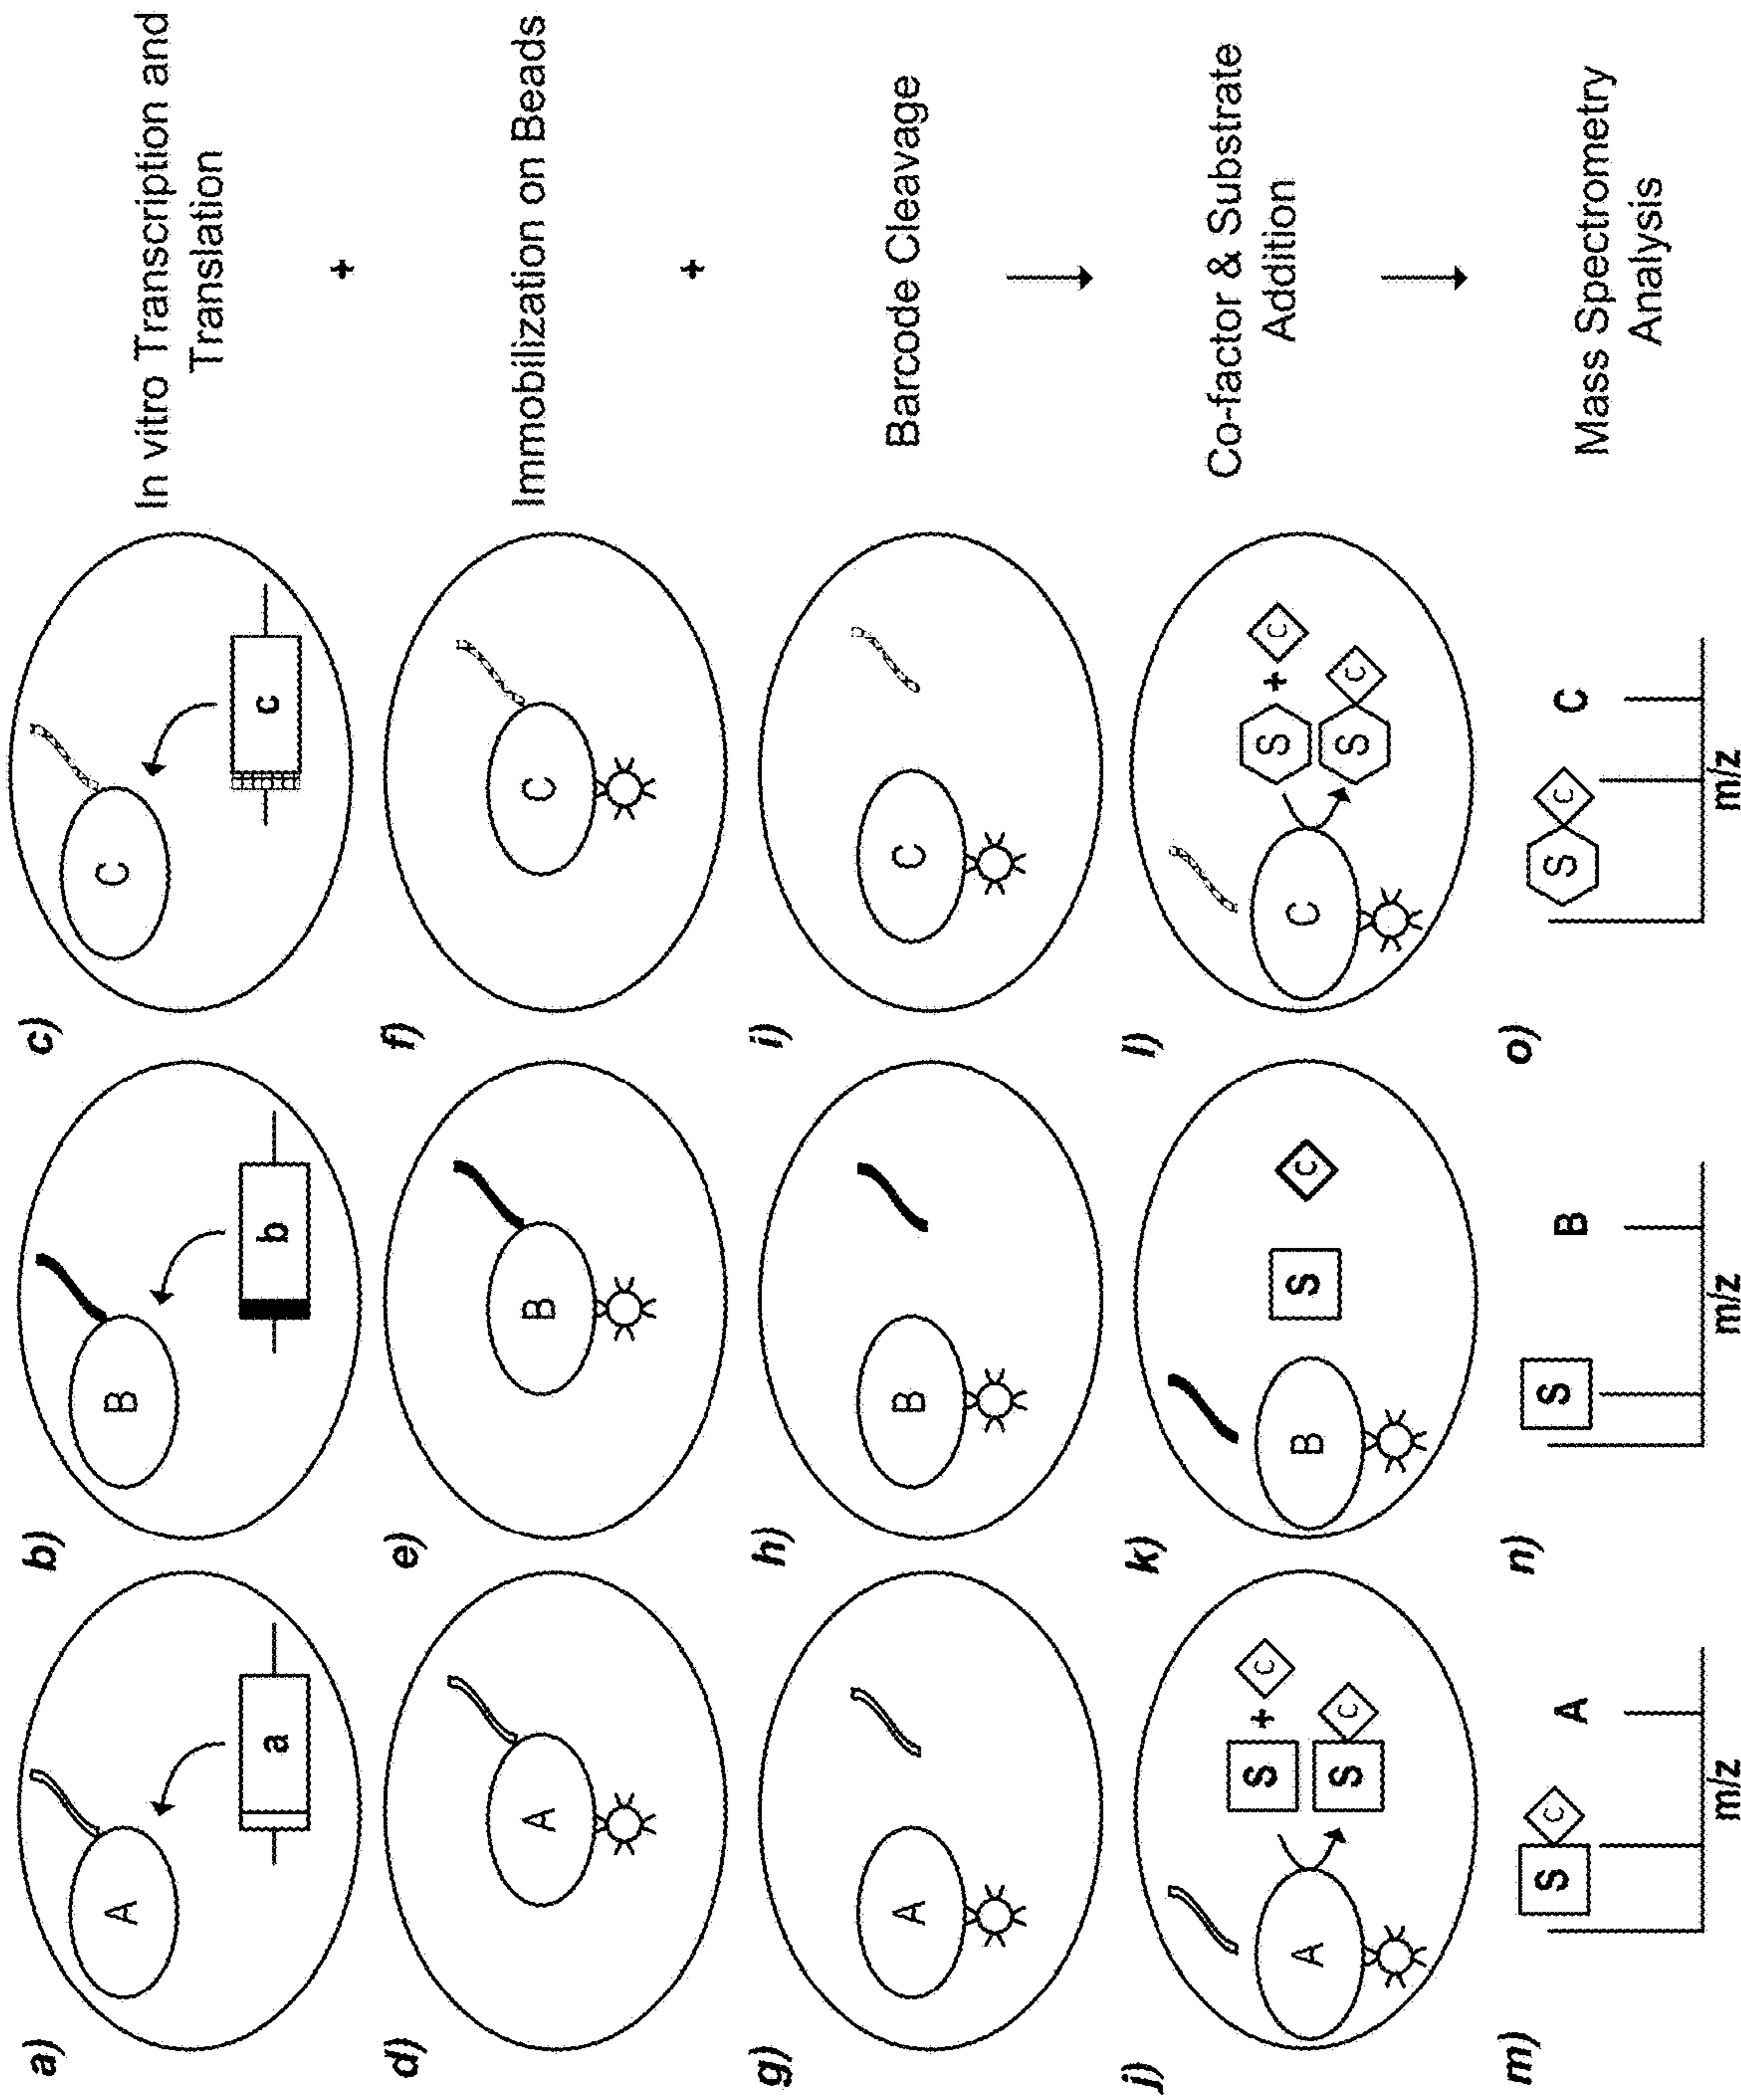 a)
A
a
b)
B
b
c)
C
c
In vitro Transcription and
Translation
+
d)
A
e)
B
f)
C
Immobilization on Beads
+
g)
A
h)
B
i)
C
Barcode Cleavage
j)
A
S + C
S C
k)
B
S C
l)
C
S + C
S C
Co-factor & Substrate
Addition
m)
S C A
m/z
n)
S B
m/z
o)
S C C
m/z
Mass Spectrometry
Analysis